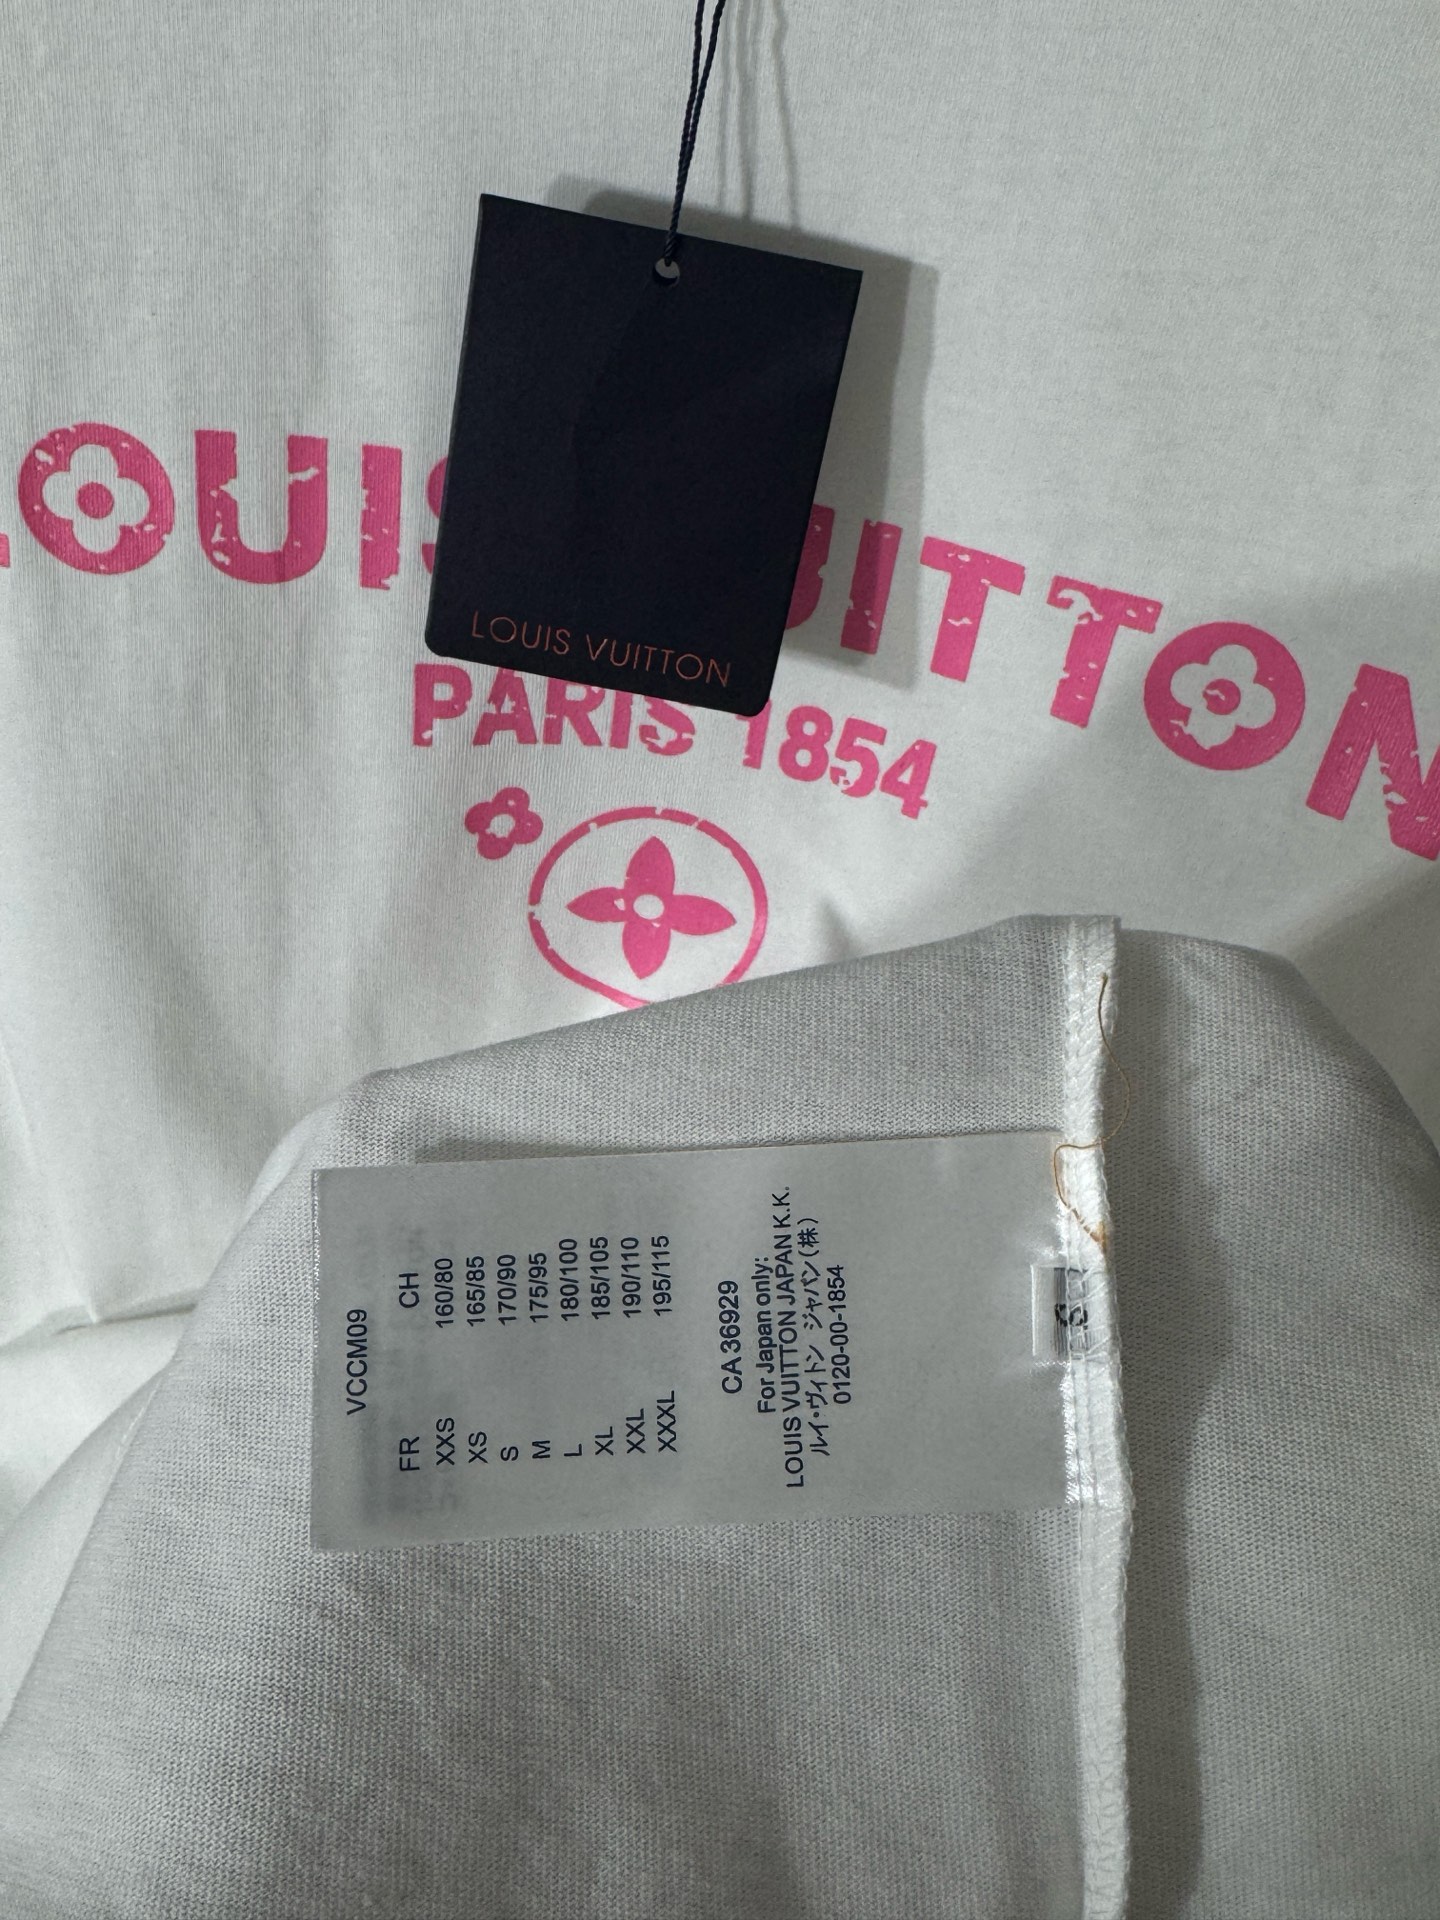 LOUIS VUITTON
LOUIS VUITTON
PARIS 1854
VCCM09
FR CH
XXS 160/80
XS 165/85
S 170/90
M 175/95
L 180/100
XL 185/105
XXL 190/110
XXXL 195/115
CA 36929
For Japan only:
LOUIS VUITTON JAPAN K.K.
ルイ・ヴィトン ジャパン(株)
0120-00-1854